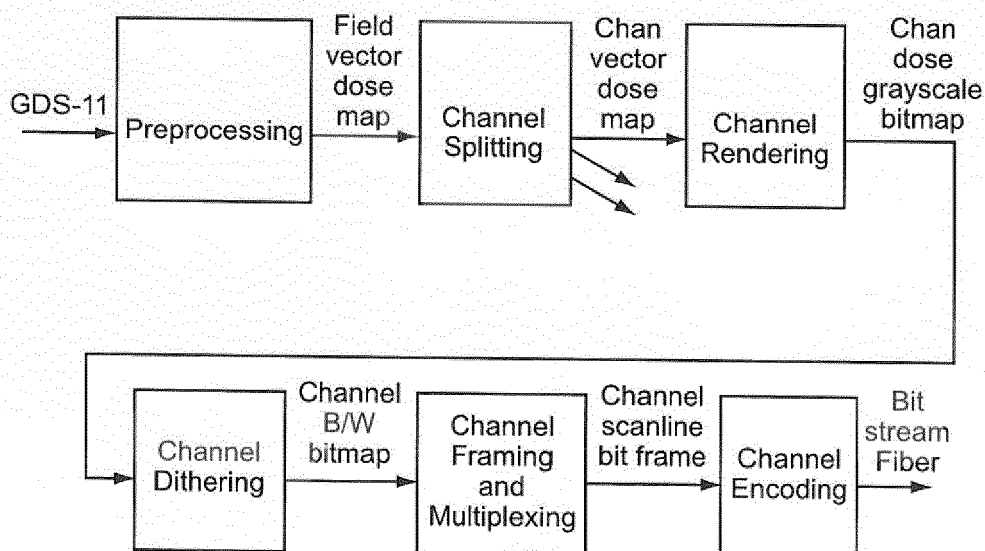 GDS-11
Preprocessing
Field
vector
dose
map
Channel
Splitting
Chan
vector
dose
map
Channel
Rendering
Chan
dose
grayscale
bitmap
Channel
Dithering
Channel
B/W
bitmap
Channel
Framing
and
Multiplexing
Channel
scanline
bit frame
Channel
Encoding
Bit
stream
Fiber